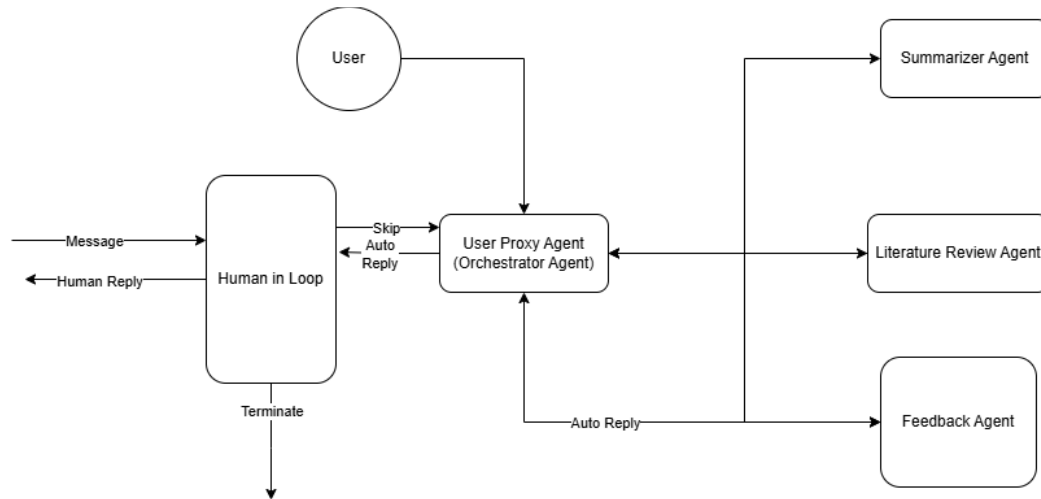 User
Summarizer Agent
Message
Human Reply
Human in Loop
Skip
Auto
Reply
User Proxy Agent
(Orchestrator Agent)
Literature Review Agent
Terminate
Auto Reply
Feedback Agent